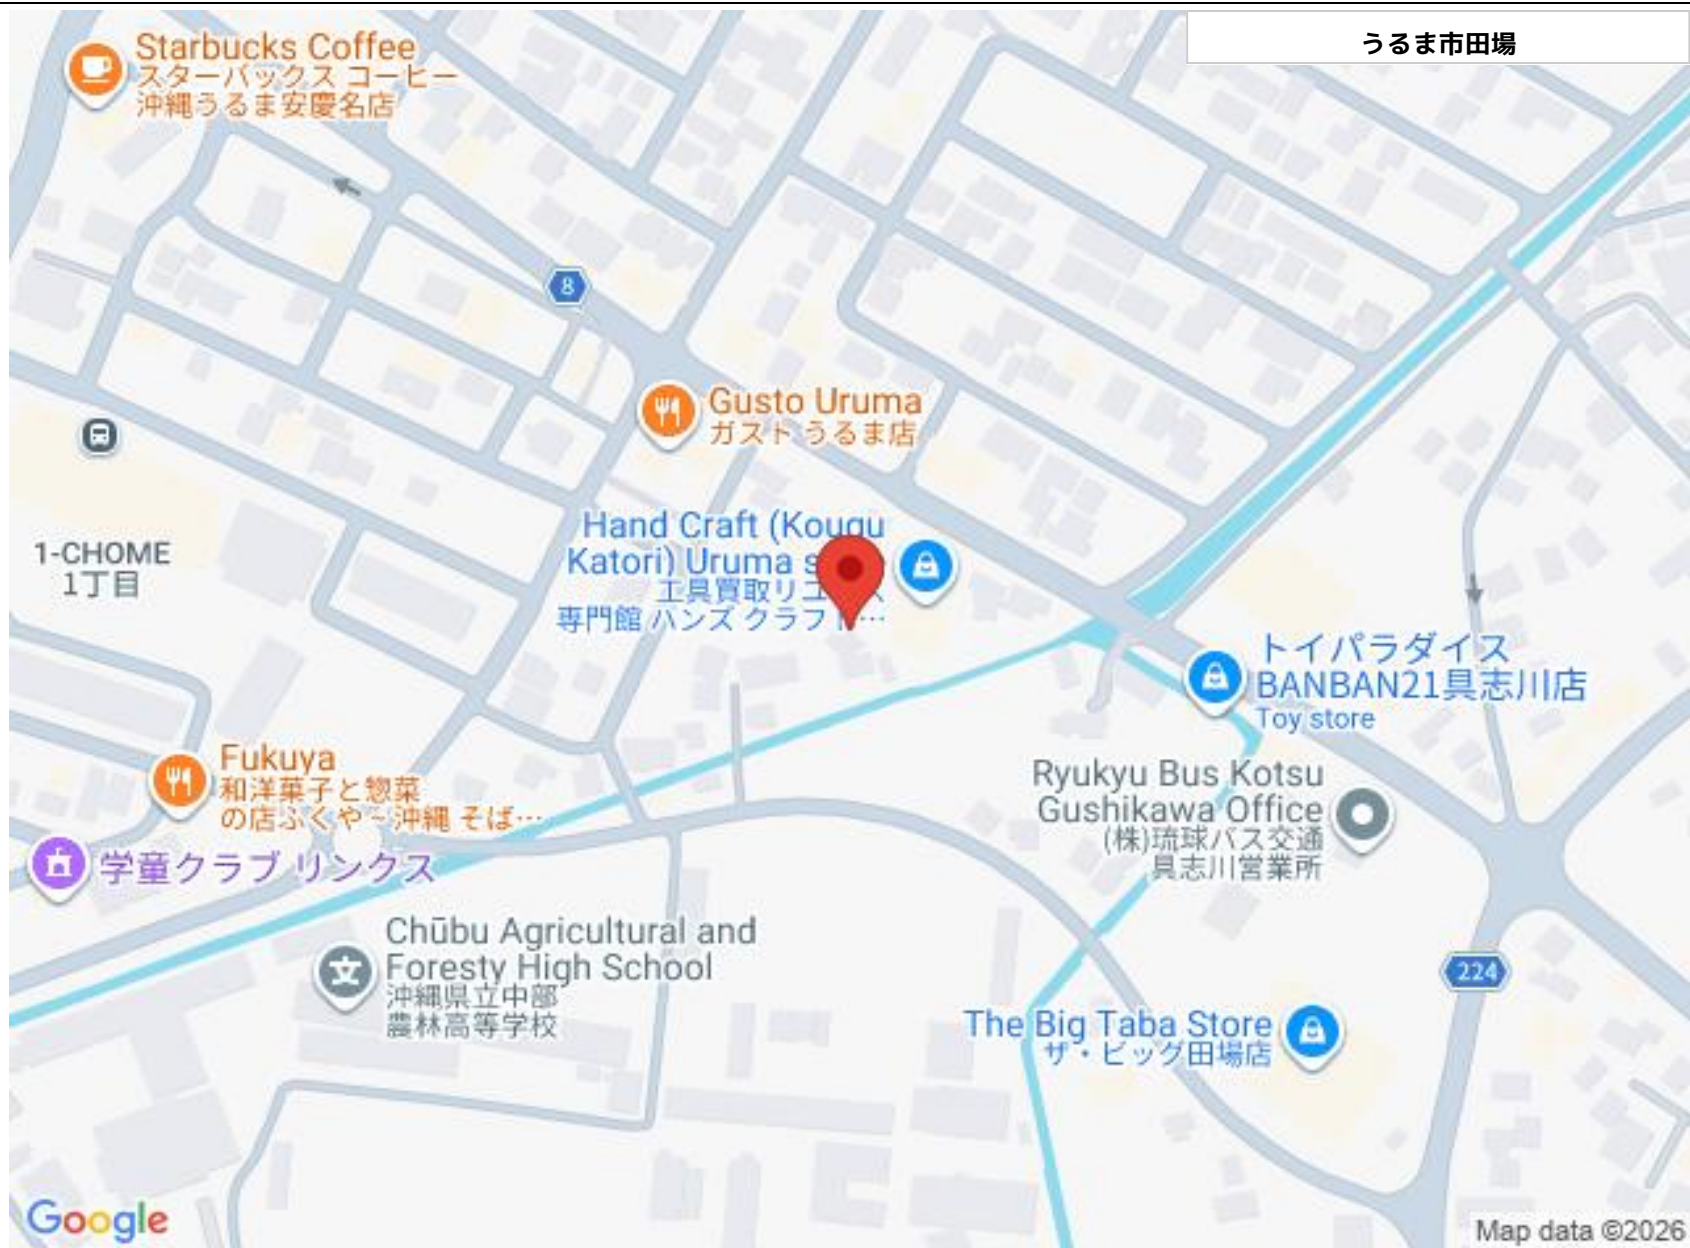 うるま市田場
Starbucks Coffee
スターバックス コーヒー
沖縄うるま安慶名店
8
Gusto Uruma
ガスト うるま店
Hand Craft (Kougu
Katori) Uruma s
工具買取リユ
専門館 ハンズ クラフ
1-CHOME
1丁目
トイパラダイス
BANBAN21具志川店
Toy store
Fukuya
和洋菓子と惣菜
の店ふくや～沖縄 そば…
Ryukyu Bus Kotsu
Gushikawa Office
(株)琉球バス交通
具志川営業所
学童クラブ リンクス
Chūbu Agricultural and
Foresty High School
沖縄県立中部
農林高等学校
224
The Big Taba Store
ザ・ビッグ田場店
Google
Map data ©2026